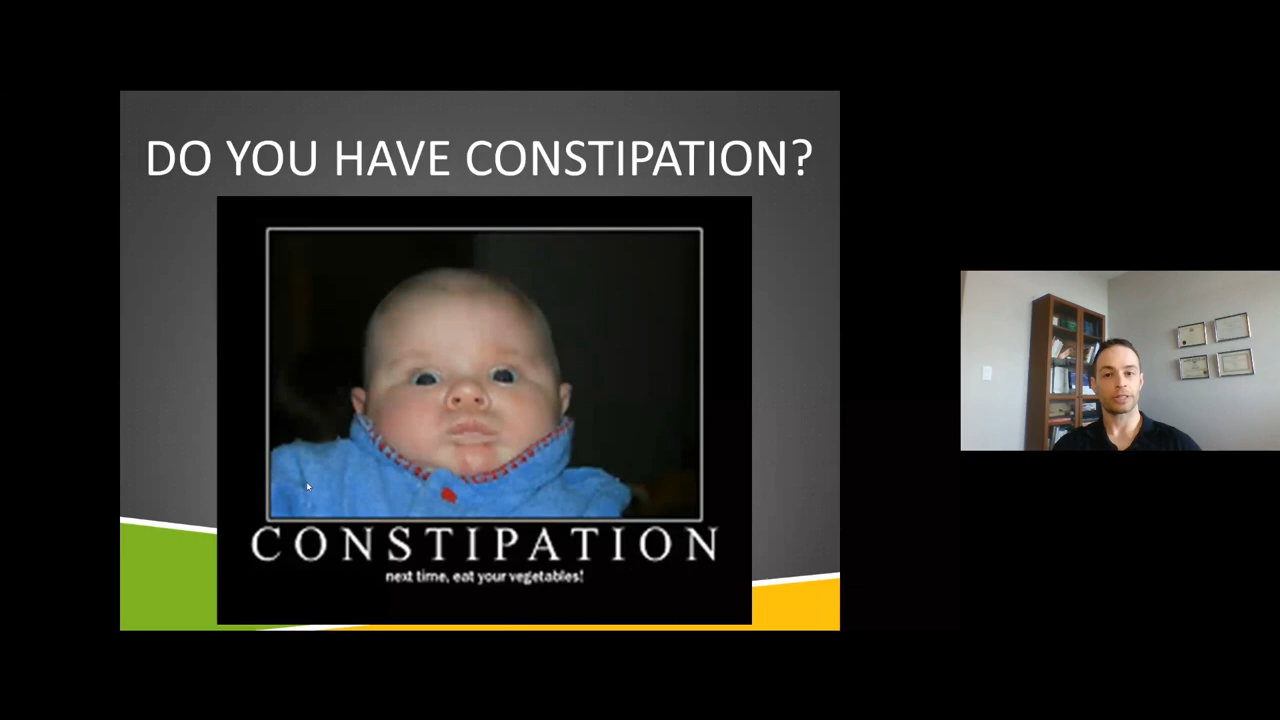 DO YOU HAVE CONSTIPATION?
CONSTIPATION
next time, eat your vegetables!